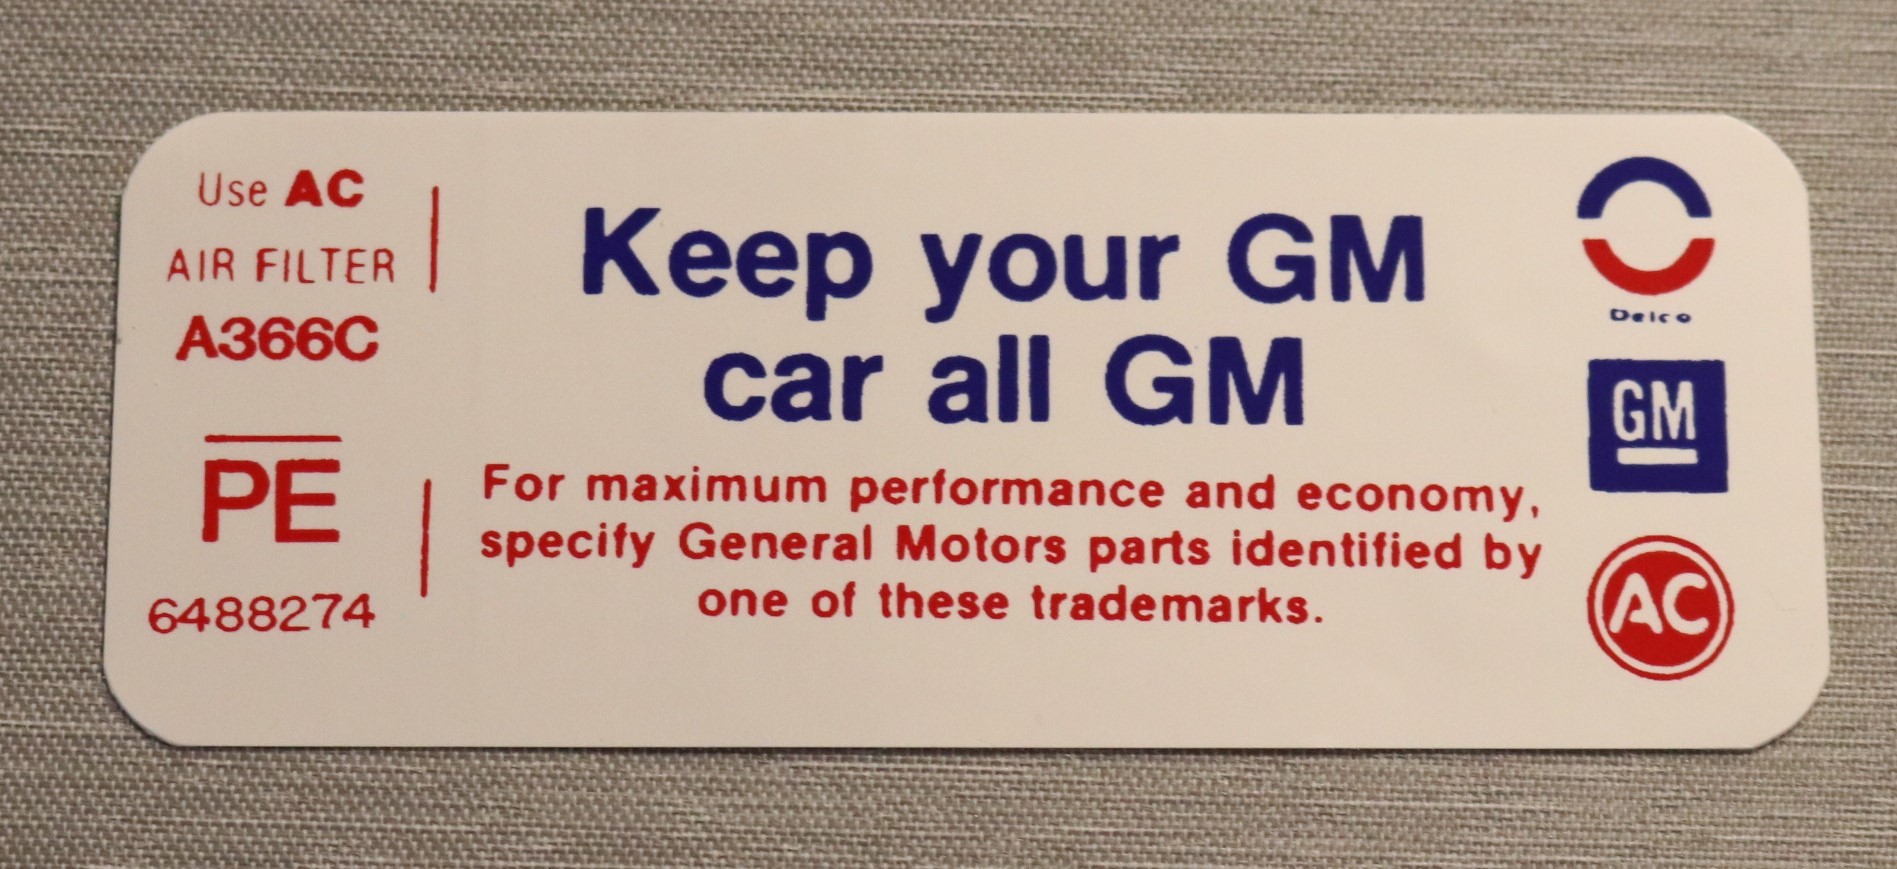 Use AC
AIR FILTER
A366C
PE
6488274
Keep your GM
car all GM
For maximum performance and economy,
specify General Motors parts identified by
one of these trademarks.
Delco
GM
AC